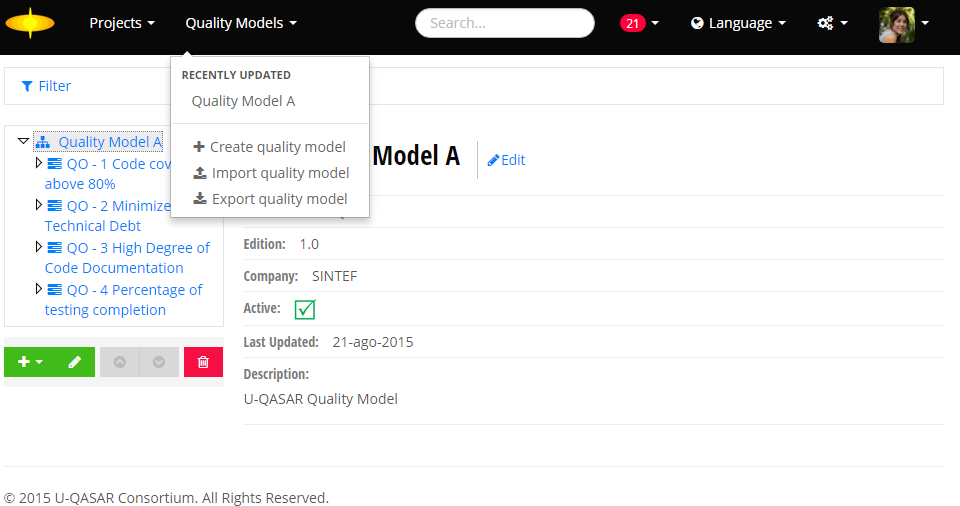 Projects
Quality Models
Search...
21
Language
Filter
RECENTLY UPDATED
Quality Model A
Create quality model
Import quality model
Export quality model
Quality Model A
QO - 1 Code cov
above 80%
QO - 2 Minimize
Technical Debt
QO - 3 High Degree of
Code Documentation
QO - 4 Percentage of
testing completion
Model A
Edit
Edition: 1.0
Company: SINTEF
Active:
Last Updated: 21-ago-2015
Description:
U-QASAR Quality Model
© 2015 U-QASAR Consortium. All Rights Reserved.